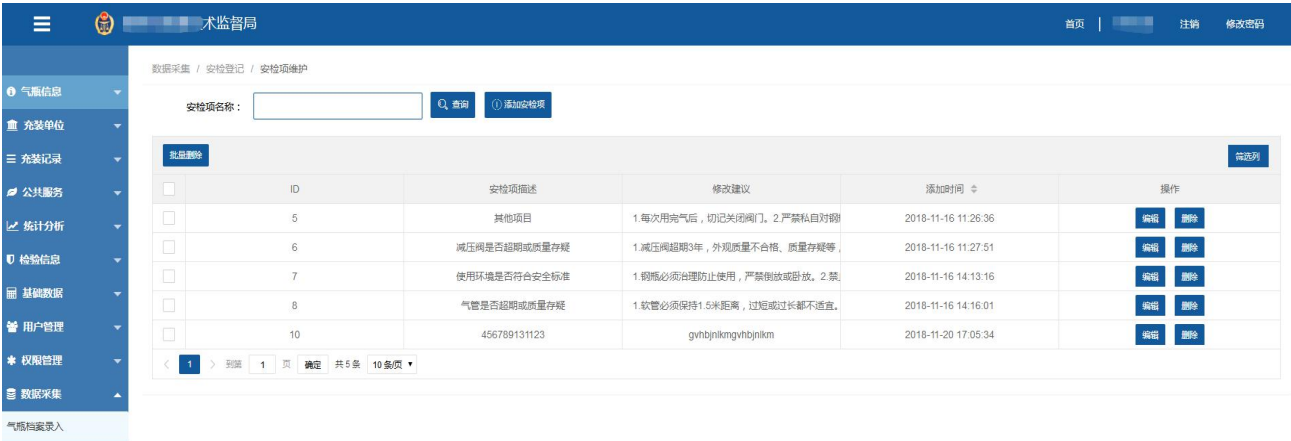 术监督局 首页 | 注销 修改密码
数据采集 / 安检登记 / 安检项维护
气瓶信息
安检项名称： 查询 添加安检项
充装单位
批量删除 筛选列
充装记录
ID 安检项描述 修改建议 添加时间 操作
公共服务
5 其他项目 1.每次用完气后，切记关闭阀门。2.严禁私自对钢 2018-11-16 11:26:36 编辑 删除
统计分析
6 减压阀是否超期或质量存疑 1.减压阀超期3年，外观质量不合格、质量存疑等， 2018-11-16 11:27:51 编辑 删除
检验信息
7 使用环境是否符合安全标准 1.钢瓶必须治理防止使用，严禁倒放或卧放。2.禁 2018-11-16 14:13:16 编辑 删除
基础数据
8 气管是否超期或质量存疑 1.软管必须保持1.5米距离，过短或过长都不适宜。 2018-11-16 14:16:01 编辑 删除
用户管理
10 456789131123 gvhbjnlkmgvhbjnlkm 2018-11-20 17:05:34 编辑 删除
权限管理
< 1 > 到第 1 页 确定 共5条 10条/页
数据采集
气瓶档案录入